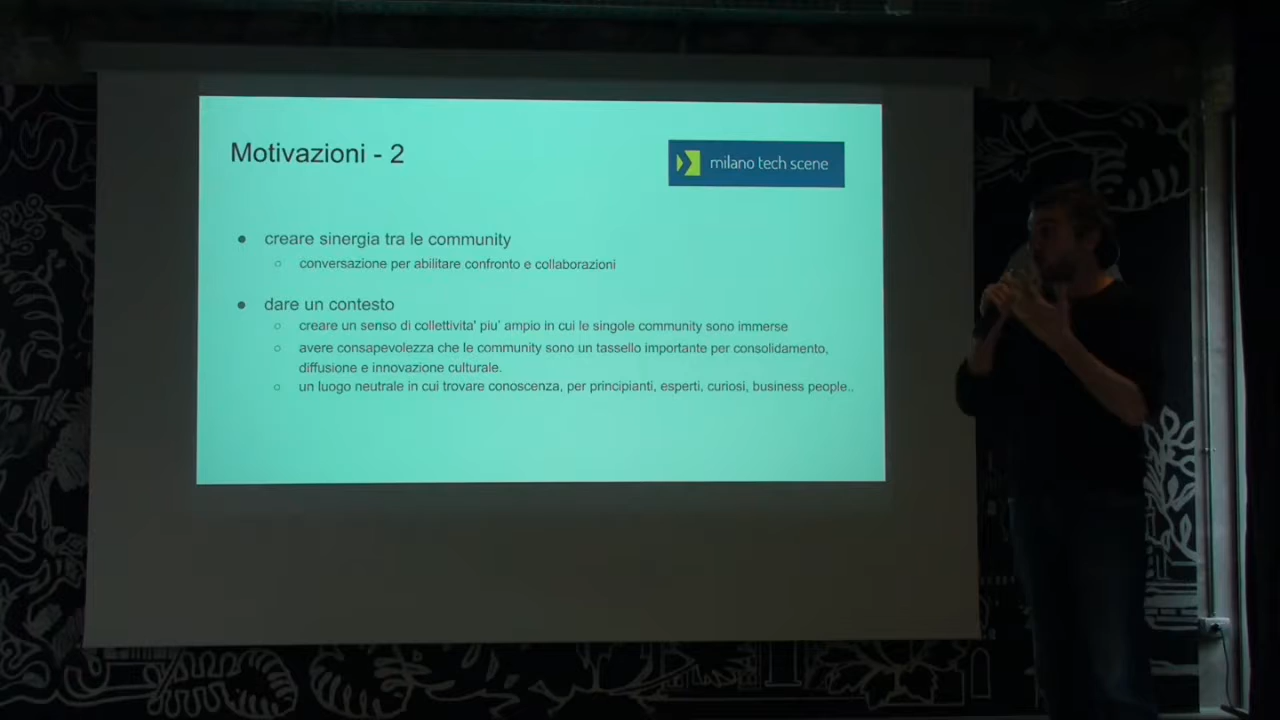 Motivazioni - 2
milano tech scene
creare sinergia tra le community
conversazione per abilitare confronto e collaborazioni
dare un contesto
creare un senso di collettivita' piu' ampio in cui le singole community sono immerse
avere consapevolezza che le community sono un tassello importante per consolidamento,
diffusione e innovazione culturale.
un luogo neutrale in cui trovare conoscenza, per principianti, esperti, curiosi, business people..